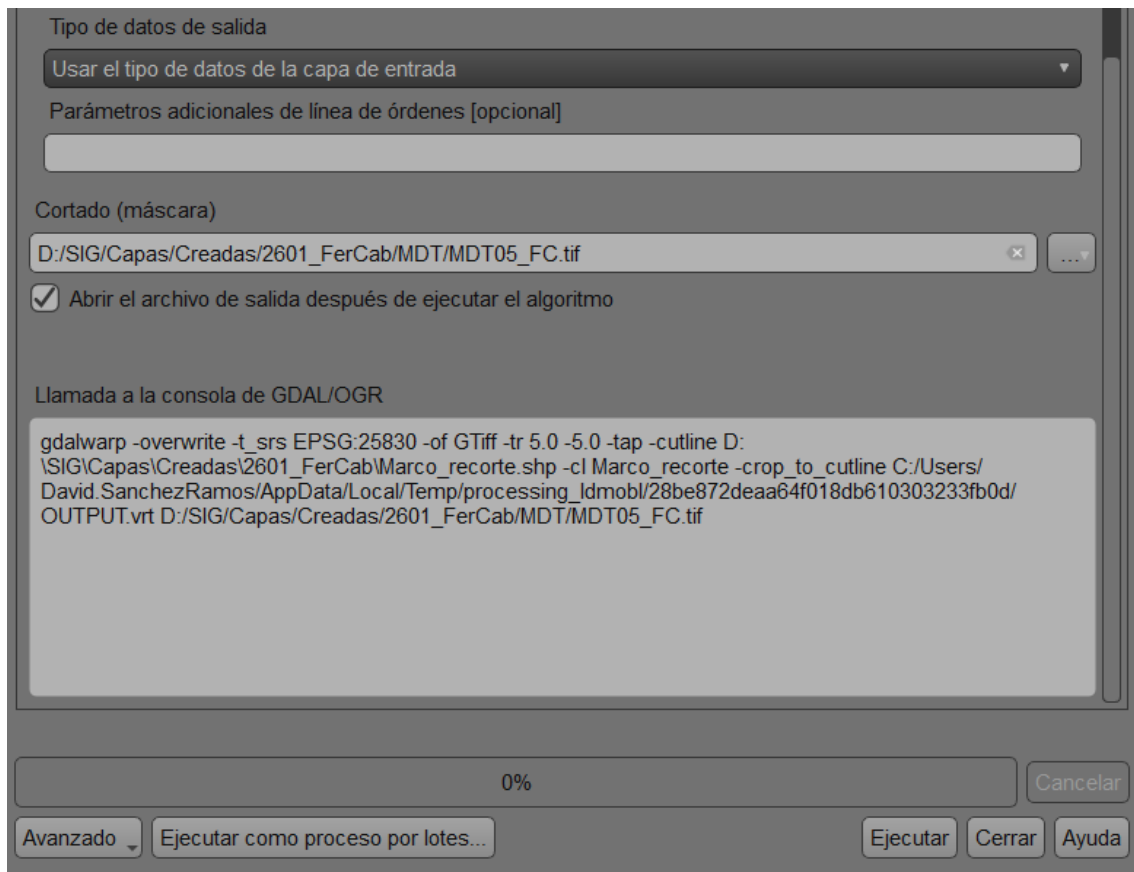 Tipo de datos de salida
Usar el tipo de datos de la capa de entrada
Parámetros adicionales de línea de órdenes [opcional]
Cortado (máscara)
D:/SIG/Capas/Creadas/2601_FerCab/MDT/MDT05_FC.tif
...
Abrir el archivo de salida después de ejecutar el algoritmo
Llamada a la consola de GDAL/OGR
gdalwarp -overwrite -t_srs EPSG:25830 -of GTiff -tr 5.0 -5.0 -tap -cutline D:
\SIG\Capas\Creadas\2601_FerCab\Marco_recorte.shp -cl Marco_recorte -crop_to_cutline C:/Users/
David.SanchezRamos/AppData/Local/Temp/processing_ldmobl/28be872deaa64f018db610303233fb0d/
OUTPUT.vrt D:/SIG/Capas/Creadas/2601_FerCab/MDT/MDT05_FC.tif
0%
Cancelar
Avanzado
Ejecutar como proceso por lotes...
Ejecutar
Cerrar
Ayuda